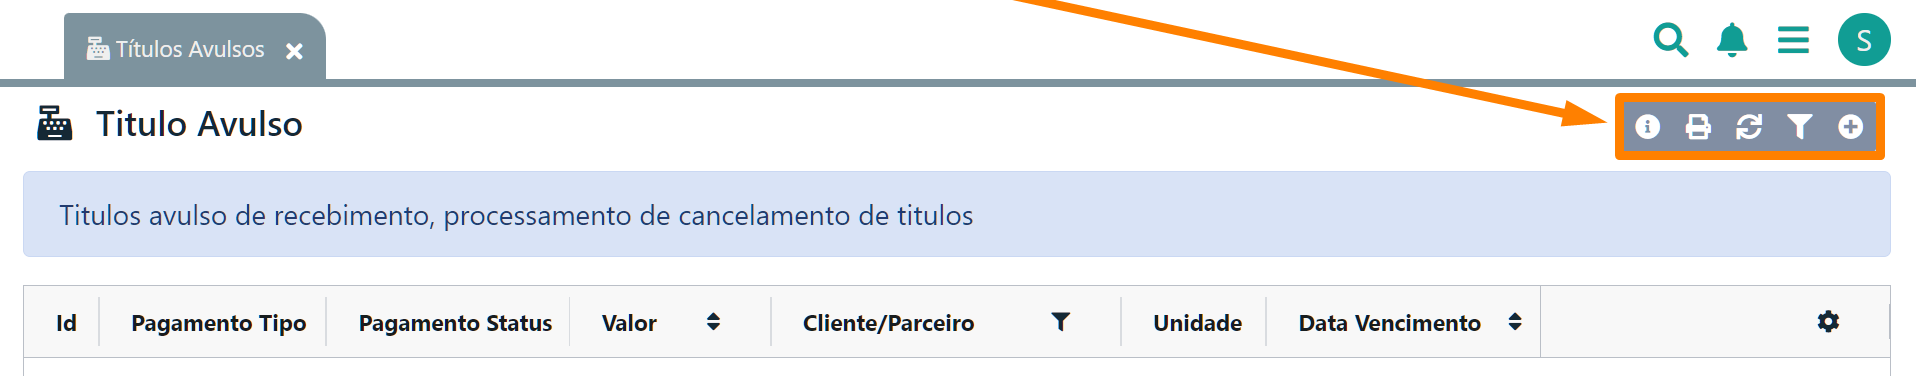 Títulos Avulsos
S
Titulo Avulso
Titulos avulso de recebimento, processamento de cancelamento de titulos
Id Pagamento Tipo Pagamento Status Valor Cliente/Parceiro Unidade Data Vencimento